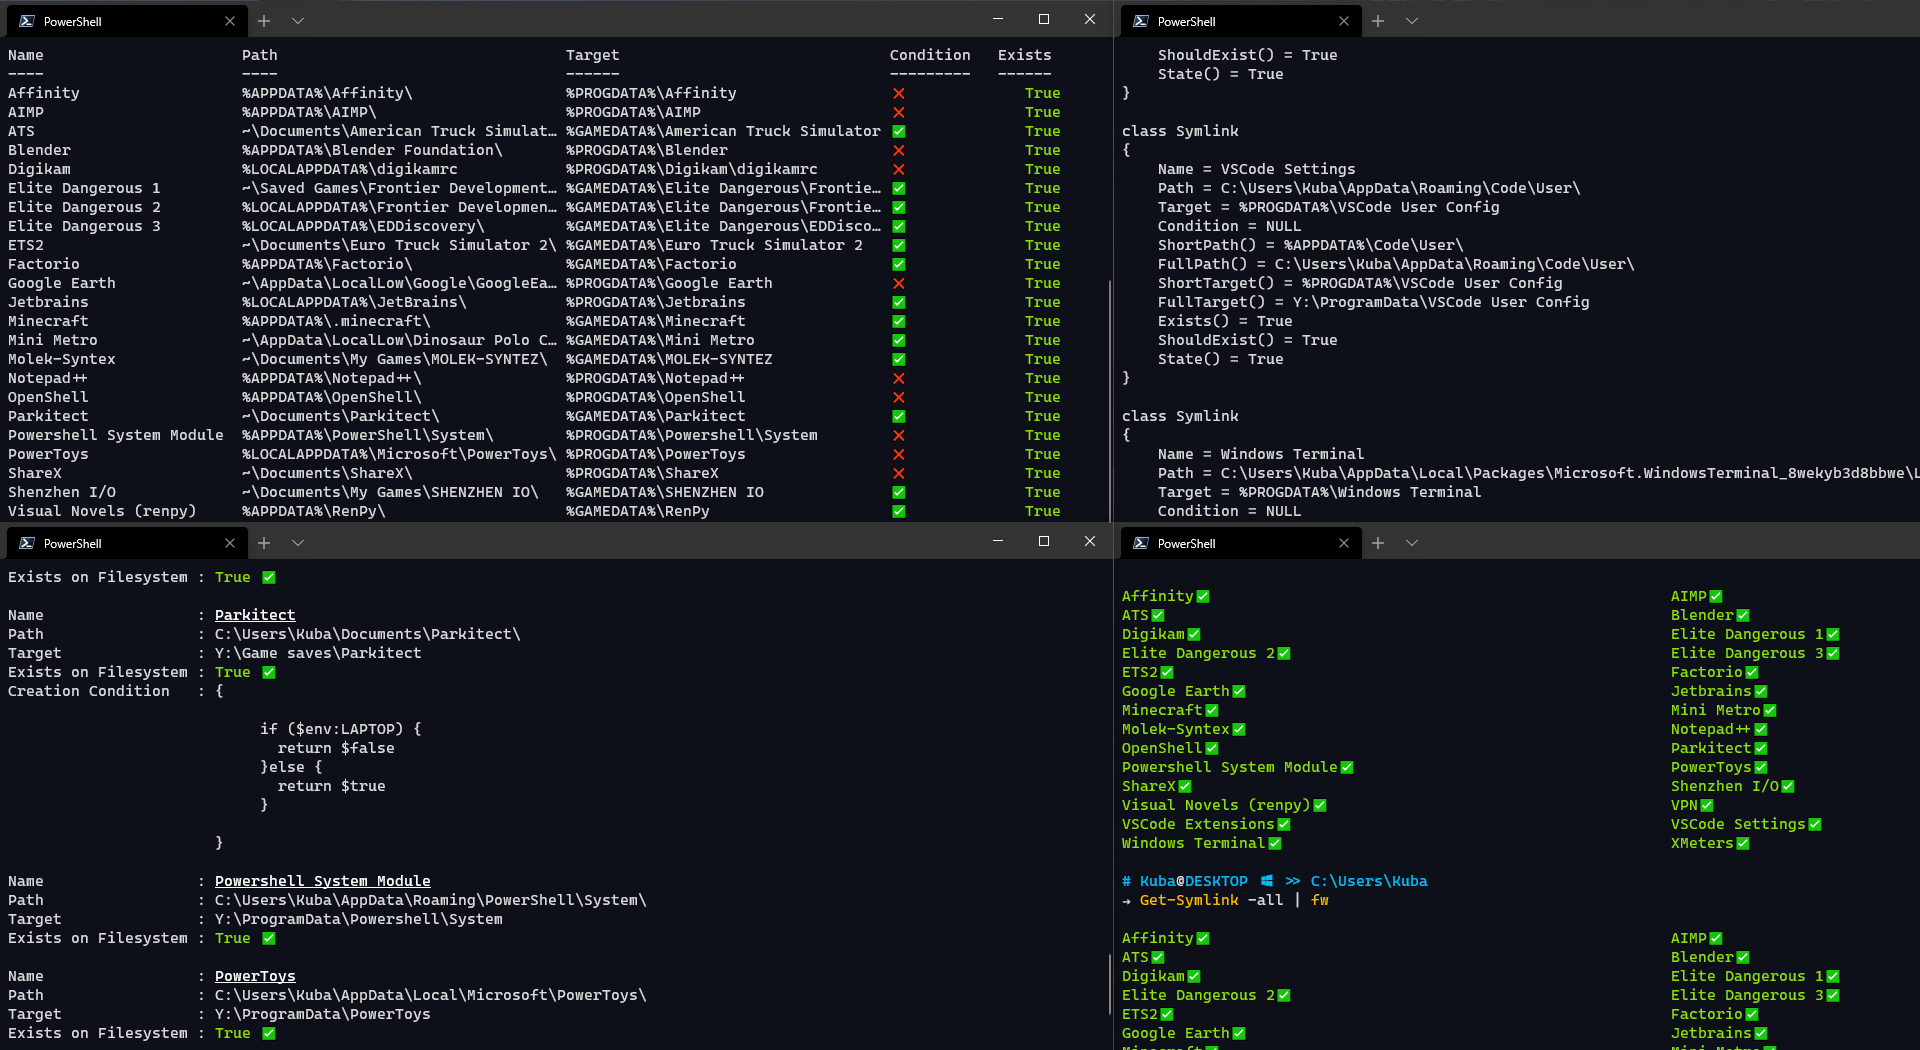 PowerShell
Name Path Target Condition Exists
---- ---- ------ --------- ------
Affinity %APPDATA%\Affinity\ %PROGDATA%\Affinity ❌ True
AIMP %APPDATA%\AIMP\ %PROGDATA%\AIMP ❌ True
ATS ~\Documents\American Truck Simulat… %GAMEDATA%\American Truck Simulator ✅ True
Blender %APPDATA%\Blender Foundation\ %PROGDATA%\Blender ❌ True
Digikam %LOCALAPPDATA%\digikamrc %PROGDATA%\Digikam\digikamrc ❌ True
Elite Dangerous 1 ~\Saved Games\Frontier Development… %GAMEDATA%\Elite Dangerous\Frontie… ✅ True
Elite Dangerous 2 %LOCALAPPDATA%\Frontier Developmen… %GAMEDATA%\Elite Dangerous\Frontie… ✅ True
Elite Dangerous 3 %LOCALAPPDATA%\EDDiscovery\ %GAMEDATA%\Elite Dangerous\EDDisco… ✅ True
ETS2 ~\Documents\Euro Truck Simulator 2\ %GAMEDATA%\Euro Truck Simulator 2 ✅ True
Factorio %APPDATA%\Factorio\ %GAMEDATA%\Factorio ✅ True
Google Earth ~\AppData\LocalLow\Google\GoogleEa… %PROGDATA%\Google Earth ❌ True
Jetbrains %LOCALAPPDATA%\JetBrains\ %PROGDATA%\Jetbrains ✅ True
Minecraft %APPDATA%\.minecraft\ %GAMEDATA%\Minecraft ✅ True
Mini Metro ~\AppData\LocalLow\Dinosaur Polo C… %GAMEDATA%\Mini Metro ✅ True
Molek-Syntex ~\Documents\My Games\MOLEK-SYNTEZ\ %GAMEDATA%\MOLEK-SYNTEZ ✅ True
Notepad++ %APPDATA%\Notepad++\ %PROGDATA%\Notepad++ ❌ True
OpenShell %APPDATA%\OpenShell\ %PROGDATA%\OpenShell ❌ True
Parkitect ~\Documents\Parkitect\ %GAMEDATA%\Parkitect ✅ True
Powershell System Module %APPDATA%\PowerShell\System\ %PROGDATA%\Powershell\System ❌ True
PowerToys %LOCALAPPDATA%\Microsoft\PowerToys\ %PROGDATA%\PowerToys ❌ True
ShareX ~\Documents\ShareX\ %PROGDATA%\ShareX ❌ True
Shenzhen I/O ~\Documents\My Games\SHENZHEN IO\ %GAMEDATA%\SHENZHEN IO ✅ True
Visual Novels (renpy) %APPDATA%\RenPy\ %GAMEDATA%\RenPy ✅ True
PowerShell
ShouldExist() = True
State() = True
}
class Symlink
{
Name = VSCode Settings
Path = C:\Users\Kuba\AppData\Roaming\Code\User\
Target = %PROGDATA%\VSCode User Config
Condition = NULL
ShortPath() = %APPDATA%\Code\User\
FullPath() = C:\Users\Kuba\AppData\Roaming\Code\User\
ShortTarget() = %PROGDATA%\VSCode User Config
FullTarget() = Y:\ProgramData\VSCode User Config
Exists() = True
ShouldExist() = True
State() = True
}
class Symlink
{
Name = Windows Terminal
Path = C:\Users\Kuba\AppData\Local\Packages\Microsoft.WindowsTerminal_8wekyb3d8bbwe\L
Target = %PROGDATA%\Windows Terminal
Condition = NULL
PowerShell
Exists on Filesystem : True ✅
Name : Parkitect
Path : C:\Users\Kuba\Documents\Parkitect\
Target : Y:\Game saves\Parkitect
Exists on Filesystem : True ✅
Creation Condition : {
if ($env:LAPTOP) {
return $false
}else {
return $true
}
}
Name : Powershell System Module
Path : C:\Users\Kuba\AppData\Roaming\PowerShell\System\
Target : Y:\ProgramData\Powershell\System
Exists on Filesystem : True ✅
Name : PowerToys
Path : C:\Users\Kuba\AppData\Local\Microsoft\PowerToys\
Target : Y:\ProgramData\PowerToys
Exists on Filesystem : True ✅
PowerShell
Affinity✅ AIMP✅
ATS✅ Blender✅
Digikam✅ Elite Dangerous 1✅
Elite Dangerous 2✅ Elite Dangerous 3✅
ETS2✅ Factorio✅
Google Earth✅ Jetbrains✅
Minecraft✅ Mini Metro✅
Molek-Syntex✅ Notepad++✅
OpenShell✅ Parkitect✅
Powershell System Module✅ PowerToys✅
ShareX✅ Shenzhen I/O✅
Visual Novels (renpy)✅ VPN✅
VSCode Extensions✅ VSCode Settings✅
Windows Terminal✅ XMeters✅
# Kuba@DESKTOP >> C:\Users\Kuba
→ Get-Symlink -all | fw
Affinity✅ AIMP✅
ATS✅ Blender✅
Digikam✅ Elite Dangerous 1✅
Elite Dangerous 2✅ Elite Dangerous 3✅
ETS2✅ Factorio✅
Google Earth✅ Jetbrains✅
Minecraft✅ Mini Metro✅